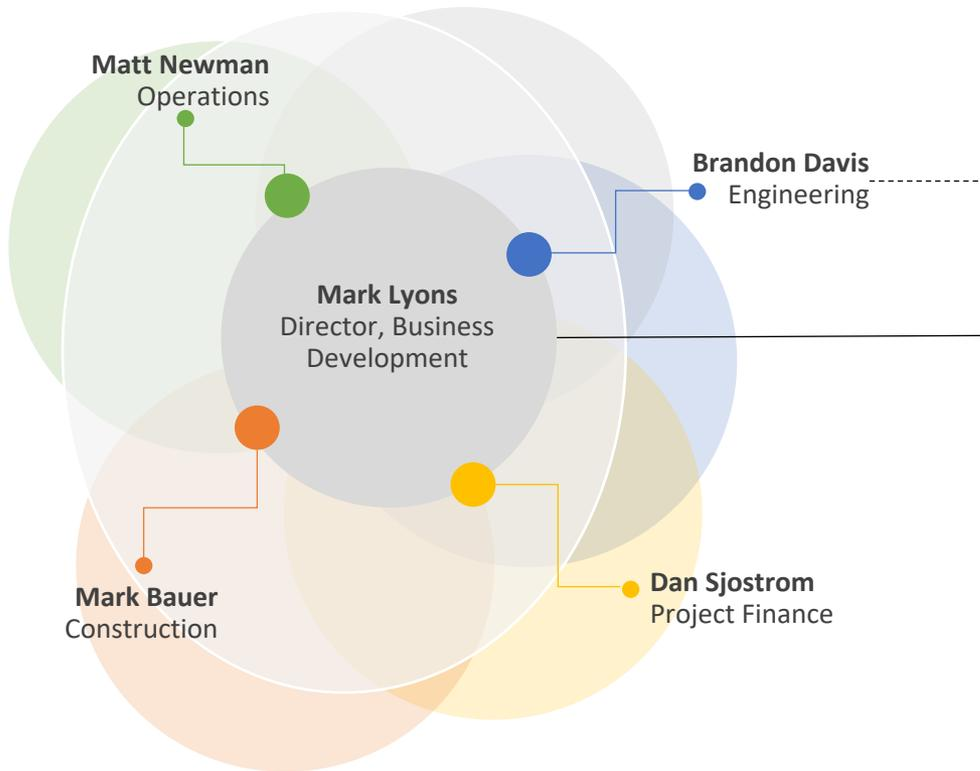 Matt Newman
Operations
Brandon Davis
Engineering
Mark Lyons
Director, Business
Development
Dan Sjostrom
Project Finance
Mark Bauer
Construction